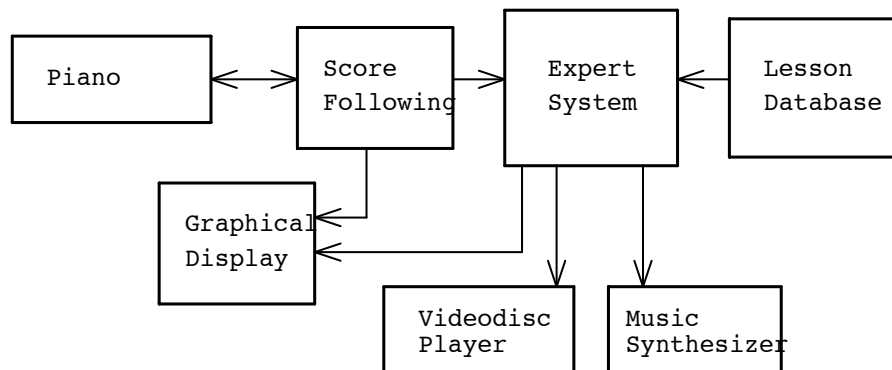 Piano
Score
Following
Expert
System
Lesson
Database
Graphical
Display
Videodisc
Player
Music
Synthesizer